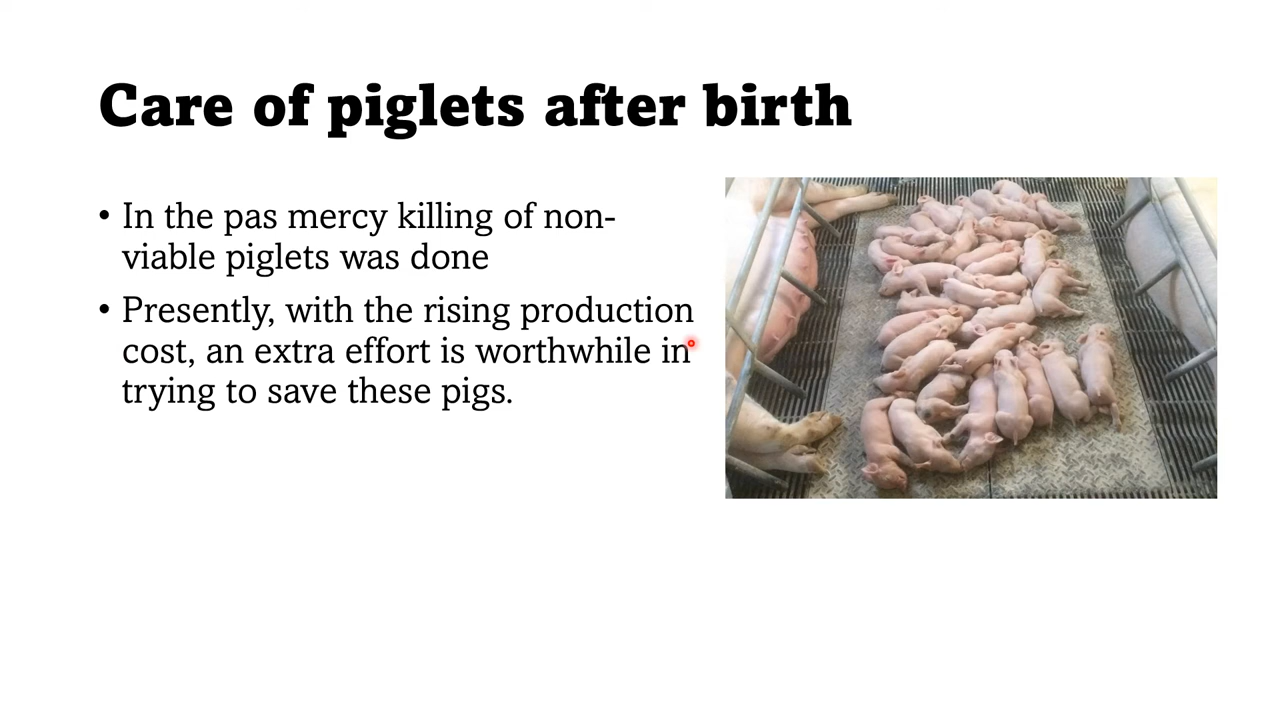 Care of piglets after birth
• In the pas mercy killing of non-
viable piglets was done
• Presently, with the rising production
cost, an extra effort is worthwhile in
trying to save these pigs.